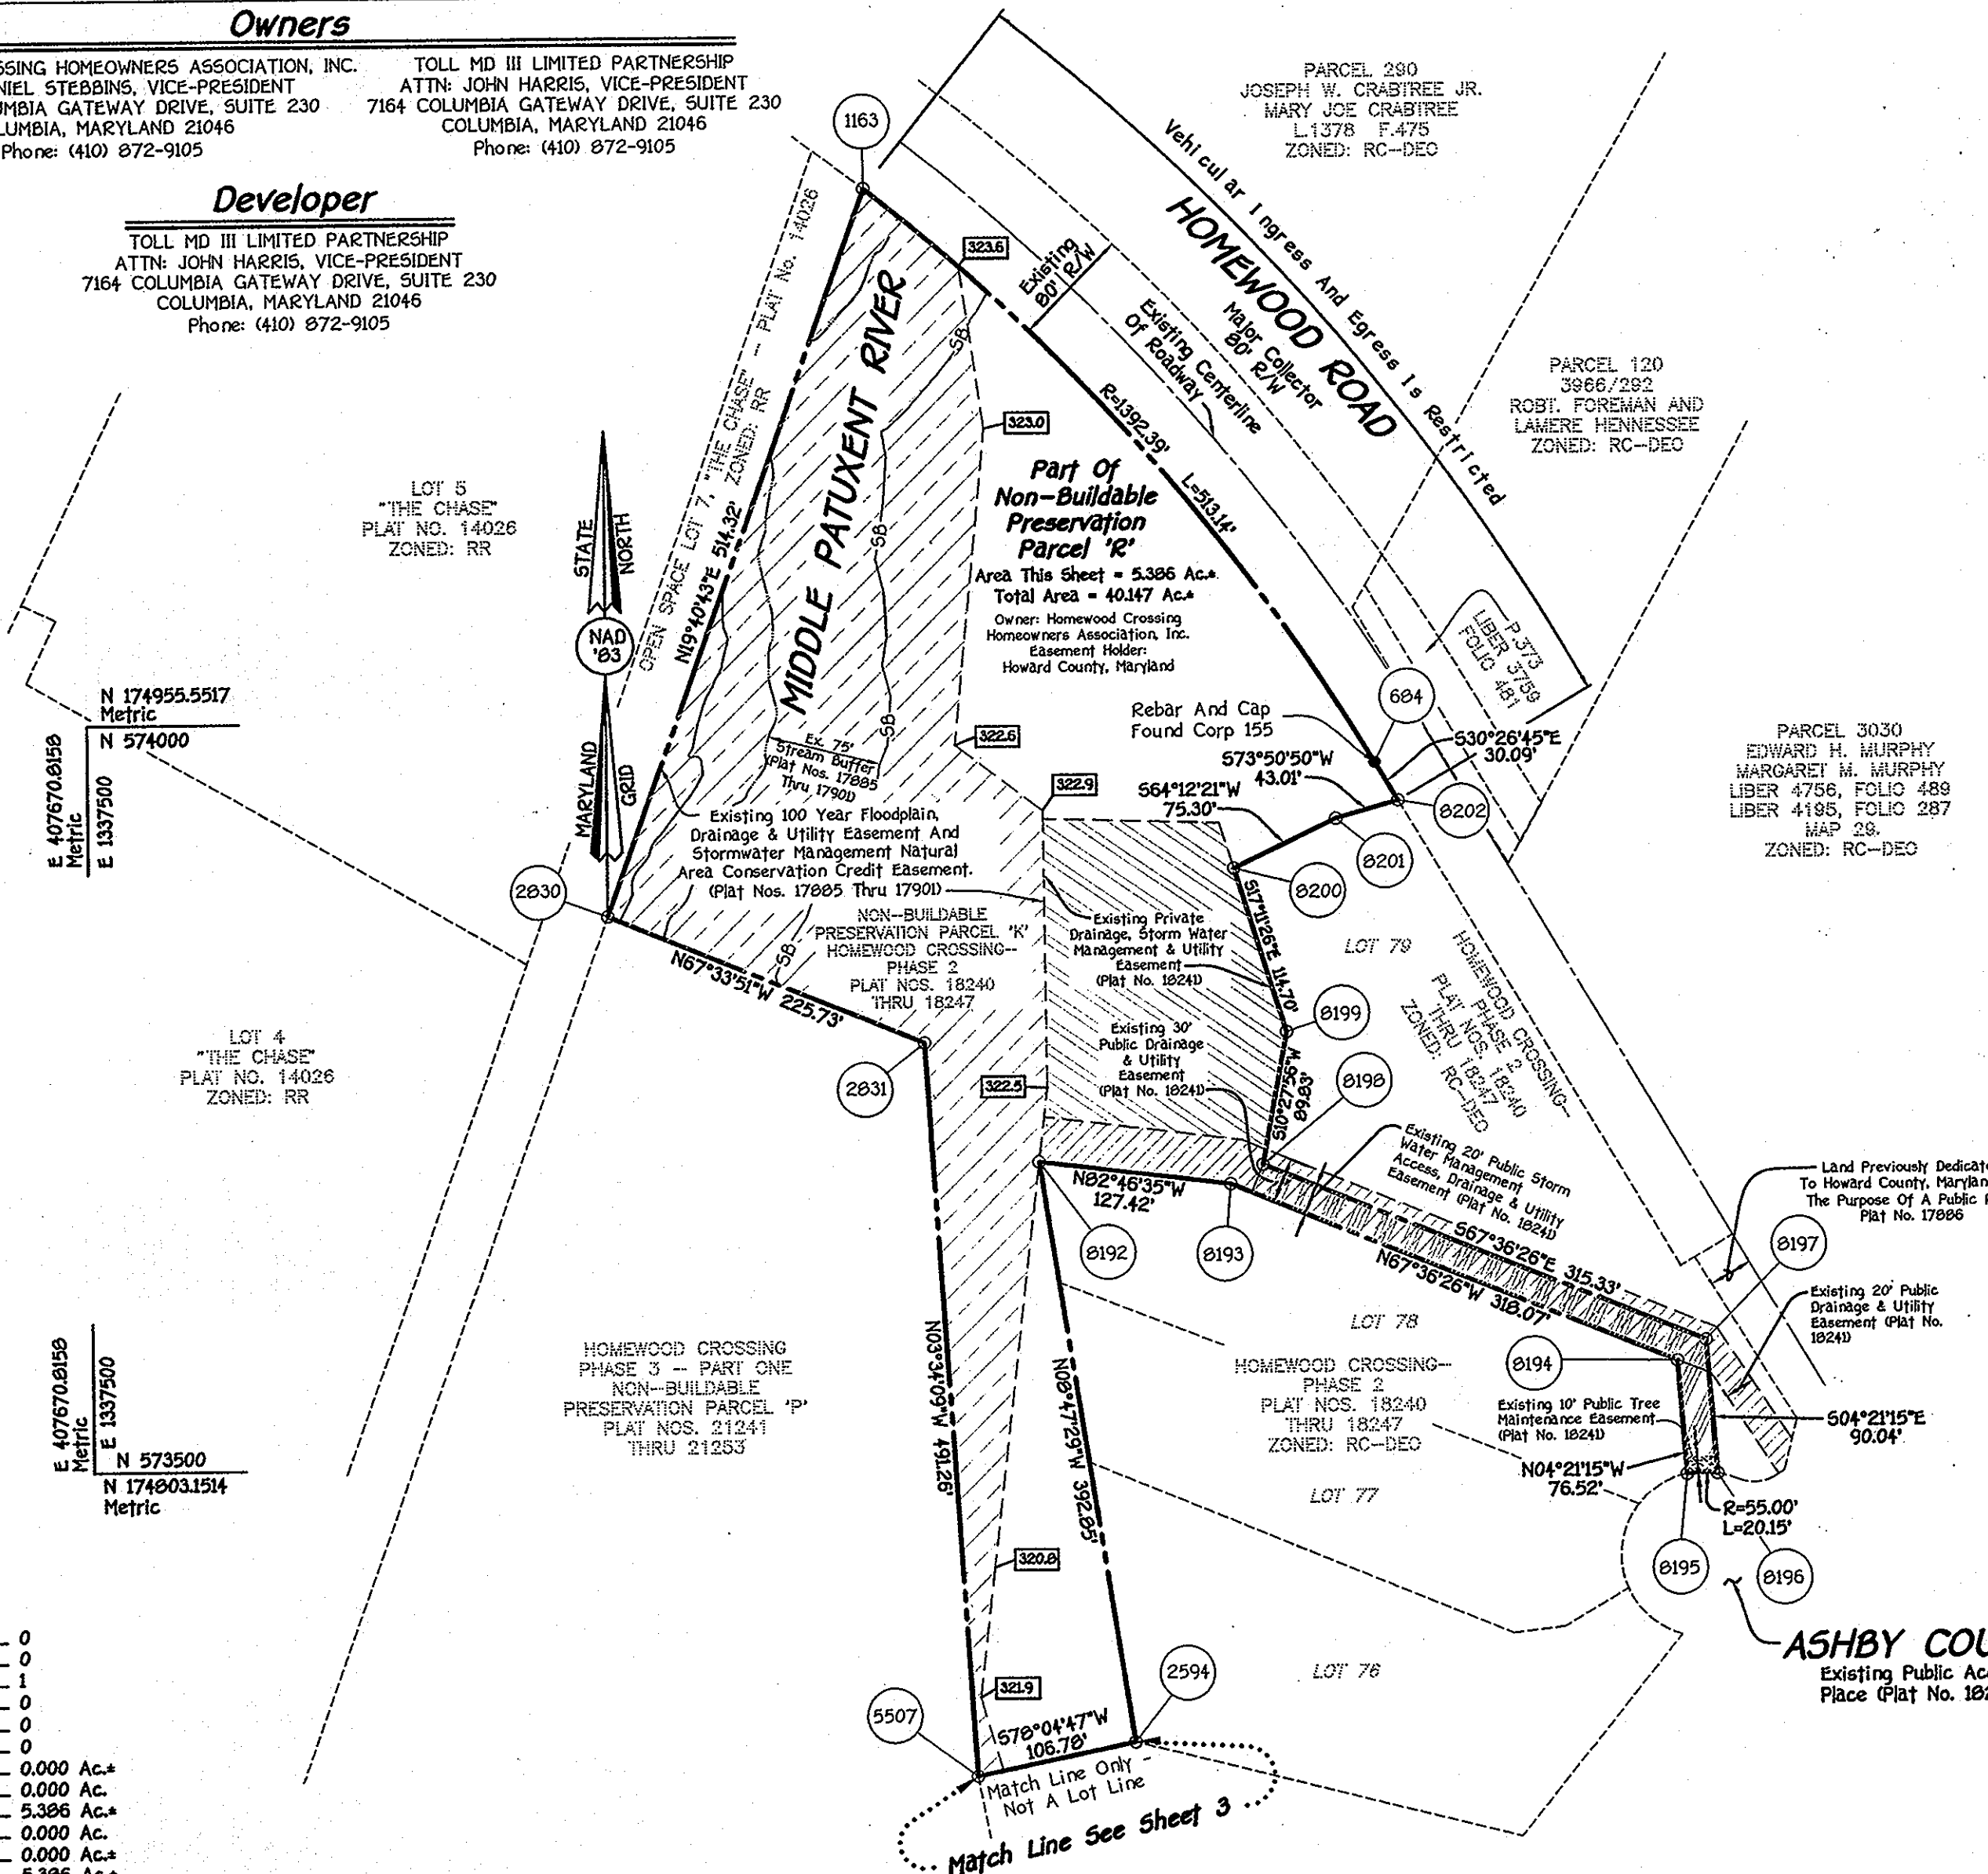 Owners
SSING HOMEOWNERS ASSOCIATION, INC.
NIEL STEBBINS, VICE-PRESIDENT
UMBIA GATEWAY DRIVE, SUITE 230
LUMBIA, MARYLAND 21046
Phone: (410) 872-9105
TOLL MD III LIMITED PARTNERSHIP
ATTN: JOHN HARRIS, VICE-PRESIDENT
7164 COLUMBIA GATEWAY DRIVE, SUITE 230
COLUMBIA, MARYLAND 21046
Phone: (410) 872-9105
Developer
TOLL MD III LIMITED PARTNERSHIP
ATTN: JOHN HARRIS, VICE-PRESIDENT
7164 COLUMBIA GATEWAY DRIVE, SUITE 230
COLUMBIA, MARYLAND 21046
Phone: (410) 872-9105
1163
PARCEL 290
JOSEPH W. CRABTREE JR.
MARY JOE CRABTREE
L.1378 F.475
ZONED: RC-DEO
Vehicular Ingress And Egress Is Restricted
HOMEWOOD ROAD
Major Collector
80' R/W
Existing Centerline
Of Roadway
Existing
80' R/W
R=1392.39'
L=513.14'
PARCEL 120
3966/292
ROBT. FOREMAN AND
LAMERE HENNESSEE
ZONED: RC-DEO
OPEN SPACE LOT 7, "THE CHASE" -- PLAT No. 14026
ZONED: RR
N19°40'43"E 514.32'
MIDDLE PATUXENT RIVER
323.6
SB
323.0
SB
SB
Part Of
Non-Buildable
Preservation
Parcel 'R'
Area This Sheet = 5.386 Ac.±
Total Area = 40.147 Ac.±
Owner: Homewood Crossing
Homeowners Association, Inc.
Easement Holder:
Howard County, Maryland
LOT 5
"THE CHASE"
PLAT NO. 14026
ZONED: RR
STATE
NORTH
NAD
'83
MARYLAND
GRID
N 174955.5517
Metric
N 574000
E 407670.8158
Metric
E 1337500
P.373
LIBER 3759
FOLIO 481
684
Rebar And Cap
Found Corp 155
S30°26'45"E
30.09'
S73°50'50"W
43.01'
S64°12'21"W
75.30'
8202
8201
8200
PARCEL 3030
EDWARD H. MURPHY
MARGARET M. MURPHY
LIBER 4756, FOLIO 489
LIBER 4195, FOLIO 287
MAP 29.
ZONED: RC-DEO
322.6
322.9
Ex. 75'
Stream Buffer
(Plat Nos. 17885
Thru 17901)
Existing 100 Year Floodplain,
Drainage & Utility Easement And
Stormwater Management Natural
Area Conservation Credit Easement.
(Plat Nos. 17885 Thru 17901)
2830
NON-BUILDABLE
PRESERVATION PARCEL 'K'
HOMEWOOD CROSSING--
PHASE 2
PLAT NOS. 18240
THRU 18247
SB
N67°33'51"W 225.73'
2831
Existing Private
Drainage, Storm Water
Management & Utility
Easement
(Plat No. 18241)
S17°11'26"E 114.70'
LOT 79
HOMEWOOD CROSSING--
PHASE 2
PLAT NOS. 18240
THRU 18247
ZONED: RC-DEO
8199
Existing 30'
Public Drainage
& Utility
Easement
(Plat No. 18241)
S10°27'56"W
89.83'
8198
322.5
LOT 4
"THE CHASE"
PLAT NO. 14026
ZONED: RR
Existing 20' Public Storm
Water Management
Access, Drainage & Utility
Easement (Plat No. 18241)
N82°46'35"W
127.42'
8192
8193
S67°36'26"E 315.33'
N67°36'26"W 318.07'
Land Previously Dedicat
To Howard County, Marylan
The Purpose Of A Public
Plat No. 17886
8197
Existing 20' Public
Drainage & Utility
Easement (Plat No.
18241)
N03°34'09"W 491.26'
N08°47'29"W 392.85'
LOT 78
HOMEWOOD CROSSING--
PHASE 2
PLAT NOS. 18240
THRU 18247
ZONED: RC-DEO
8194
Existing 10' Public Tree
Maintenance Easement
(Plat No. 18241)
S04°21'15"E
90.04'
N04°21'15"W
76.52'
R=55.00'
L=20.15'
8195
8196
LOT 77
HOMEWOOD CROSSING
PHASE 3 -- PART ONE
NON-BUILDABLE
PRESERVATION PARCEL 'P'
PLAT NOS. 21241
THRU 21253
E 407670.8158
Metric
E 1337500
N 573500
N 174803.1514
Metric
320.8
321.9
ASHBY COU
Existing Public Ac
Place (Plat No. 182
LOT 76
2594
5507
S78°04'47"W
106.78'
Match Line Only -
Not A Lot Line
Match Line See Sheet 3
0
0
1
0
0
0
0.000 Ac.±
0.000 Ac.
5.386 Ac.±
0.000 Ac.
0.000 Ac.±
5.386 Ac.±